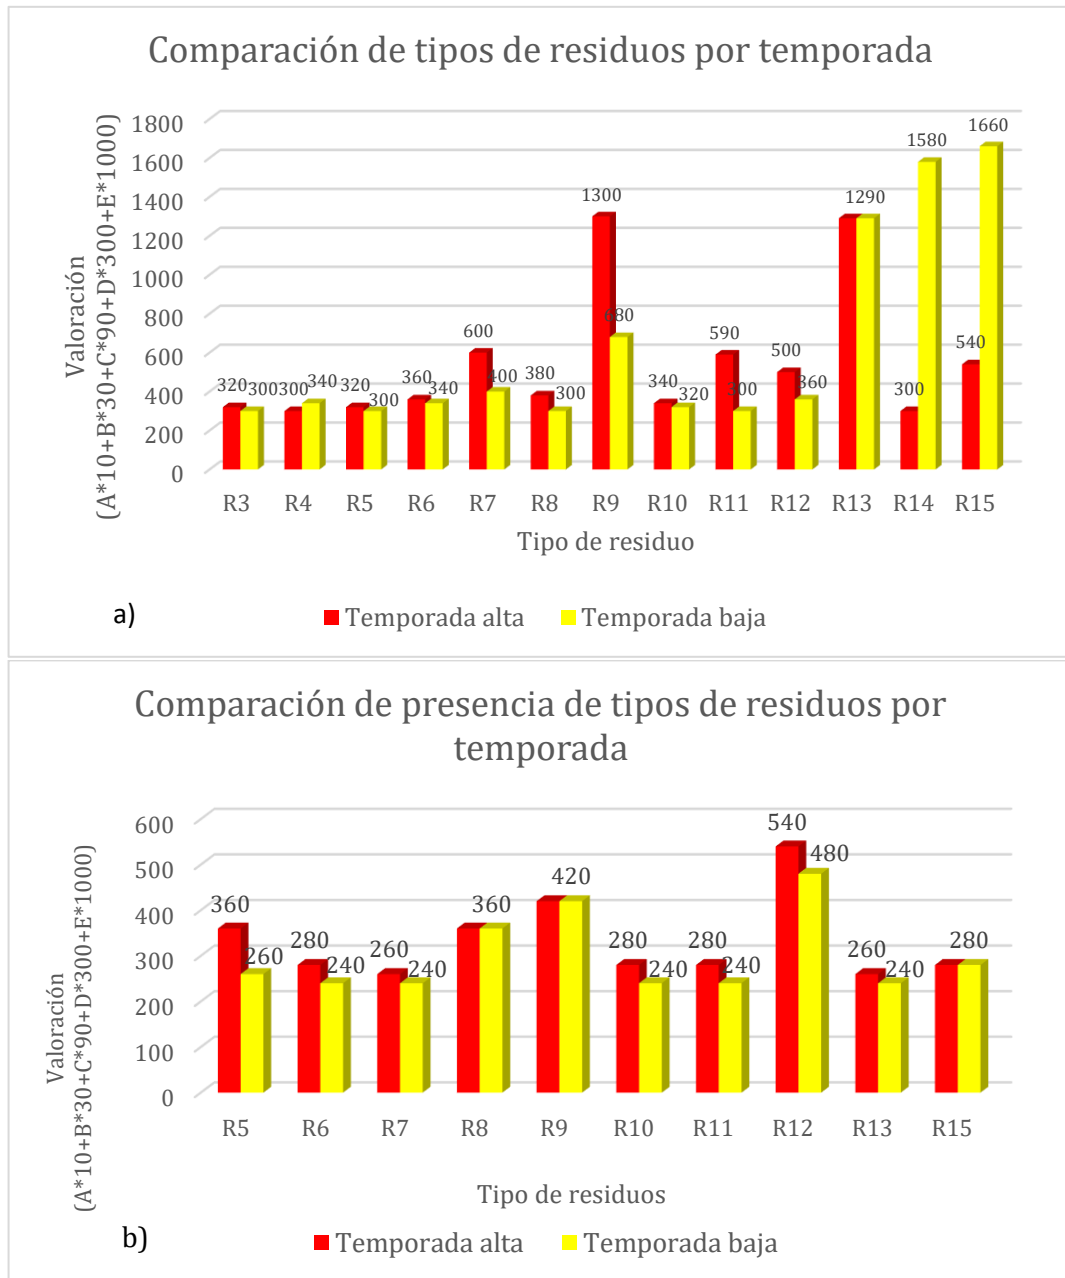 Comparación de tipos de residuos por temporada
Valoración
(A*10+B*30+C*90+D*300+E*1000)
1800
1600
1400
1200
1000
800
600
400
200
0
320 300 300 340 320 300 360 340 600 400 380 300 1300 680 340 320 590 300 500 360 1290 300 1580 540 1660
R3 R4 R5 R6 R7 R8 R9 R10 R11 R12 R13 R14 R15
Tipo de residuo
a)
Temporada alta Temporada baja
Comparación de presencia de tipos de residuos por
temporada
Valoración
(A*10+B*30+C*90+D*300+E*1000)
600
500
400
300
200
100
0
360 260 280 240 260 240 360 420 280 240 280 240 540 480 260 240 280
R5 R6 R7 R8 R9 R10 R11 R12 R13 R15
Tipo de residuos
b)
Temporada alta Temporada baja